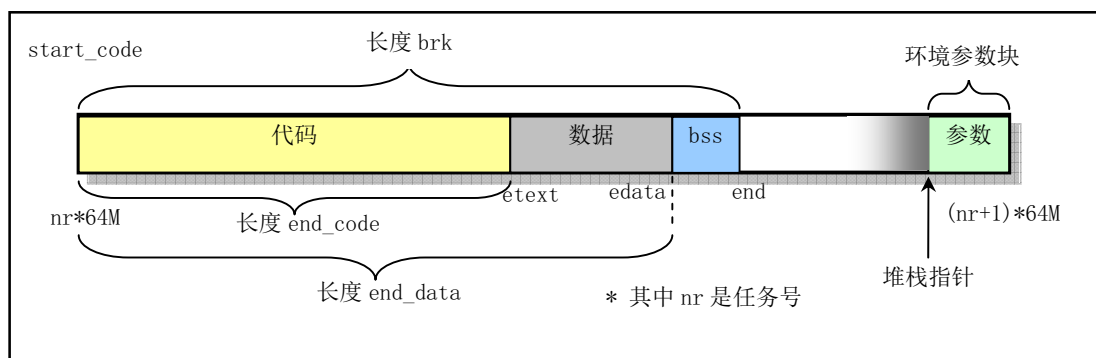 start_code
长度 brk
环境参数块
代码
数据
bss
参数
etext
edata
end
nr*64M
长度 end_code
(nr+1)*64M
长度 end_data
* 其中 nr 是任务号
堆栈指针